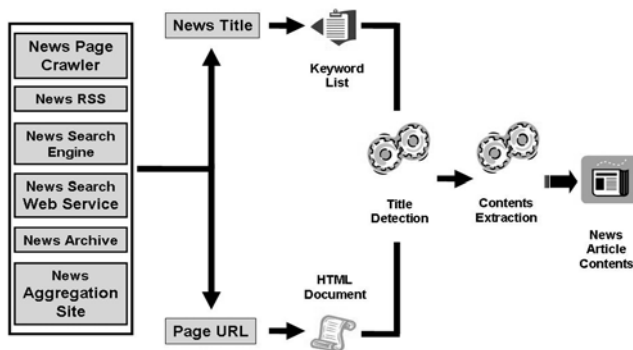 News Page
Crawler
News RSS
News Search
Engine
News Search
Web Service
News Archive
News
Aggregation
Site
News Title
Page URL
Keyword
List
HTML
Document
Title
Detection
Contents
Extraction
News
Article
Contents